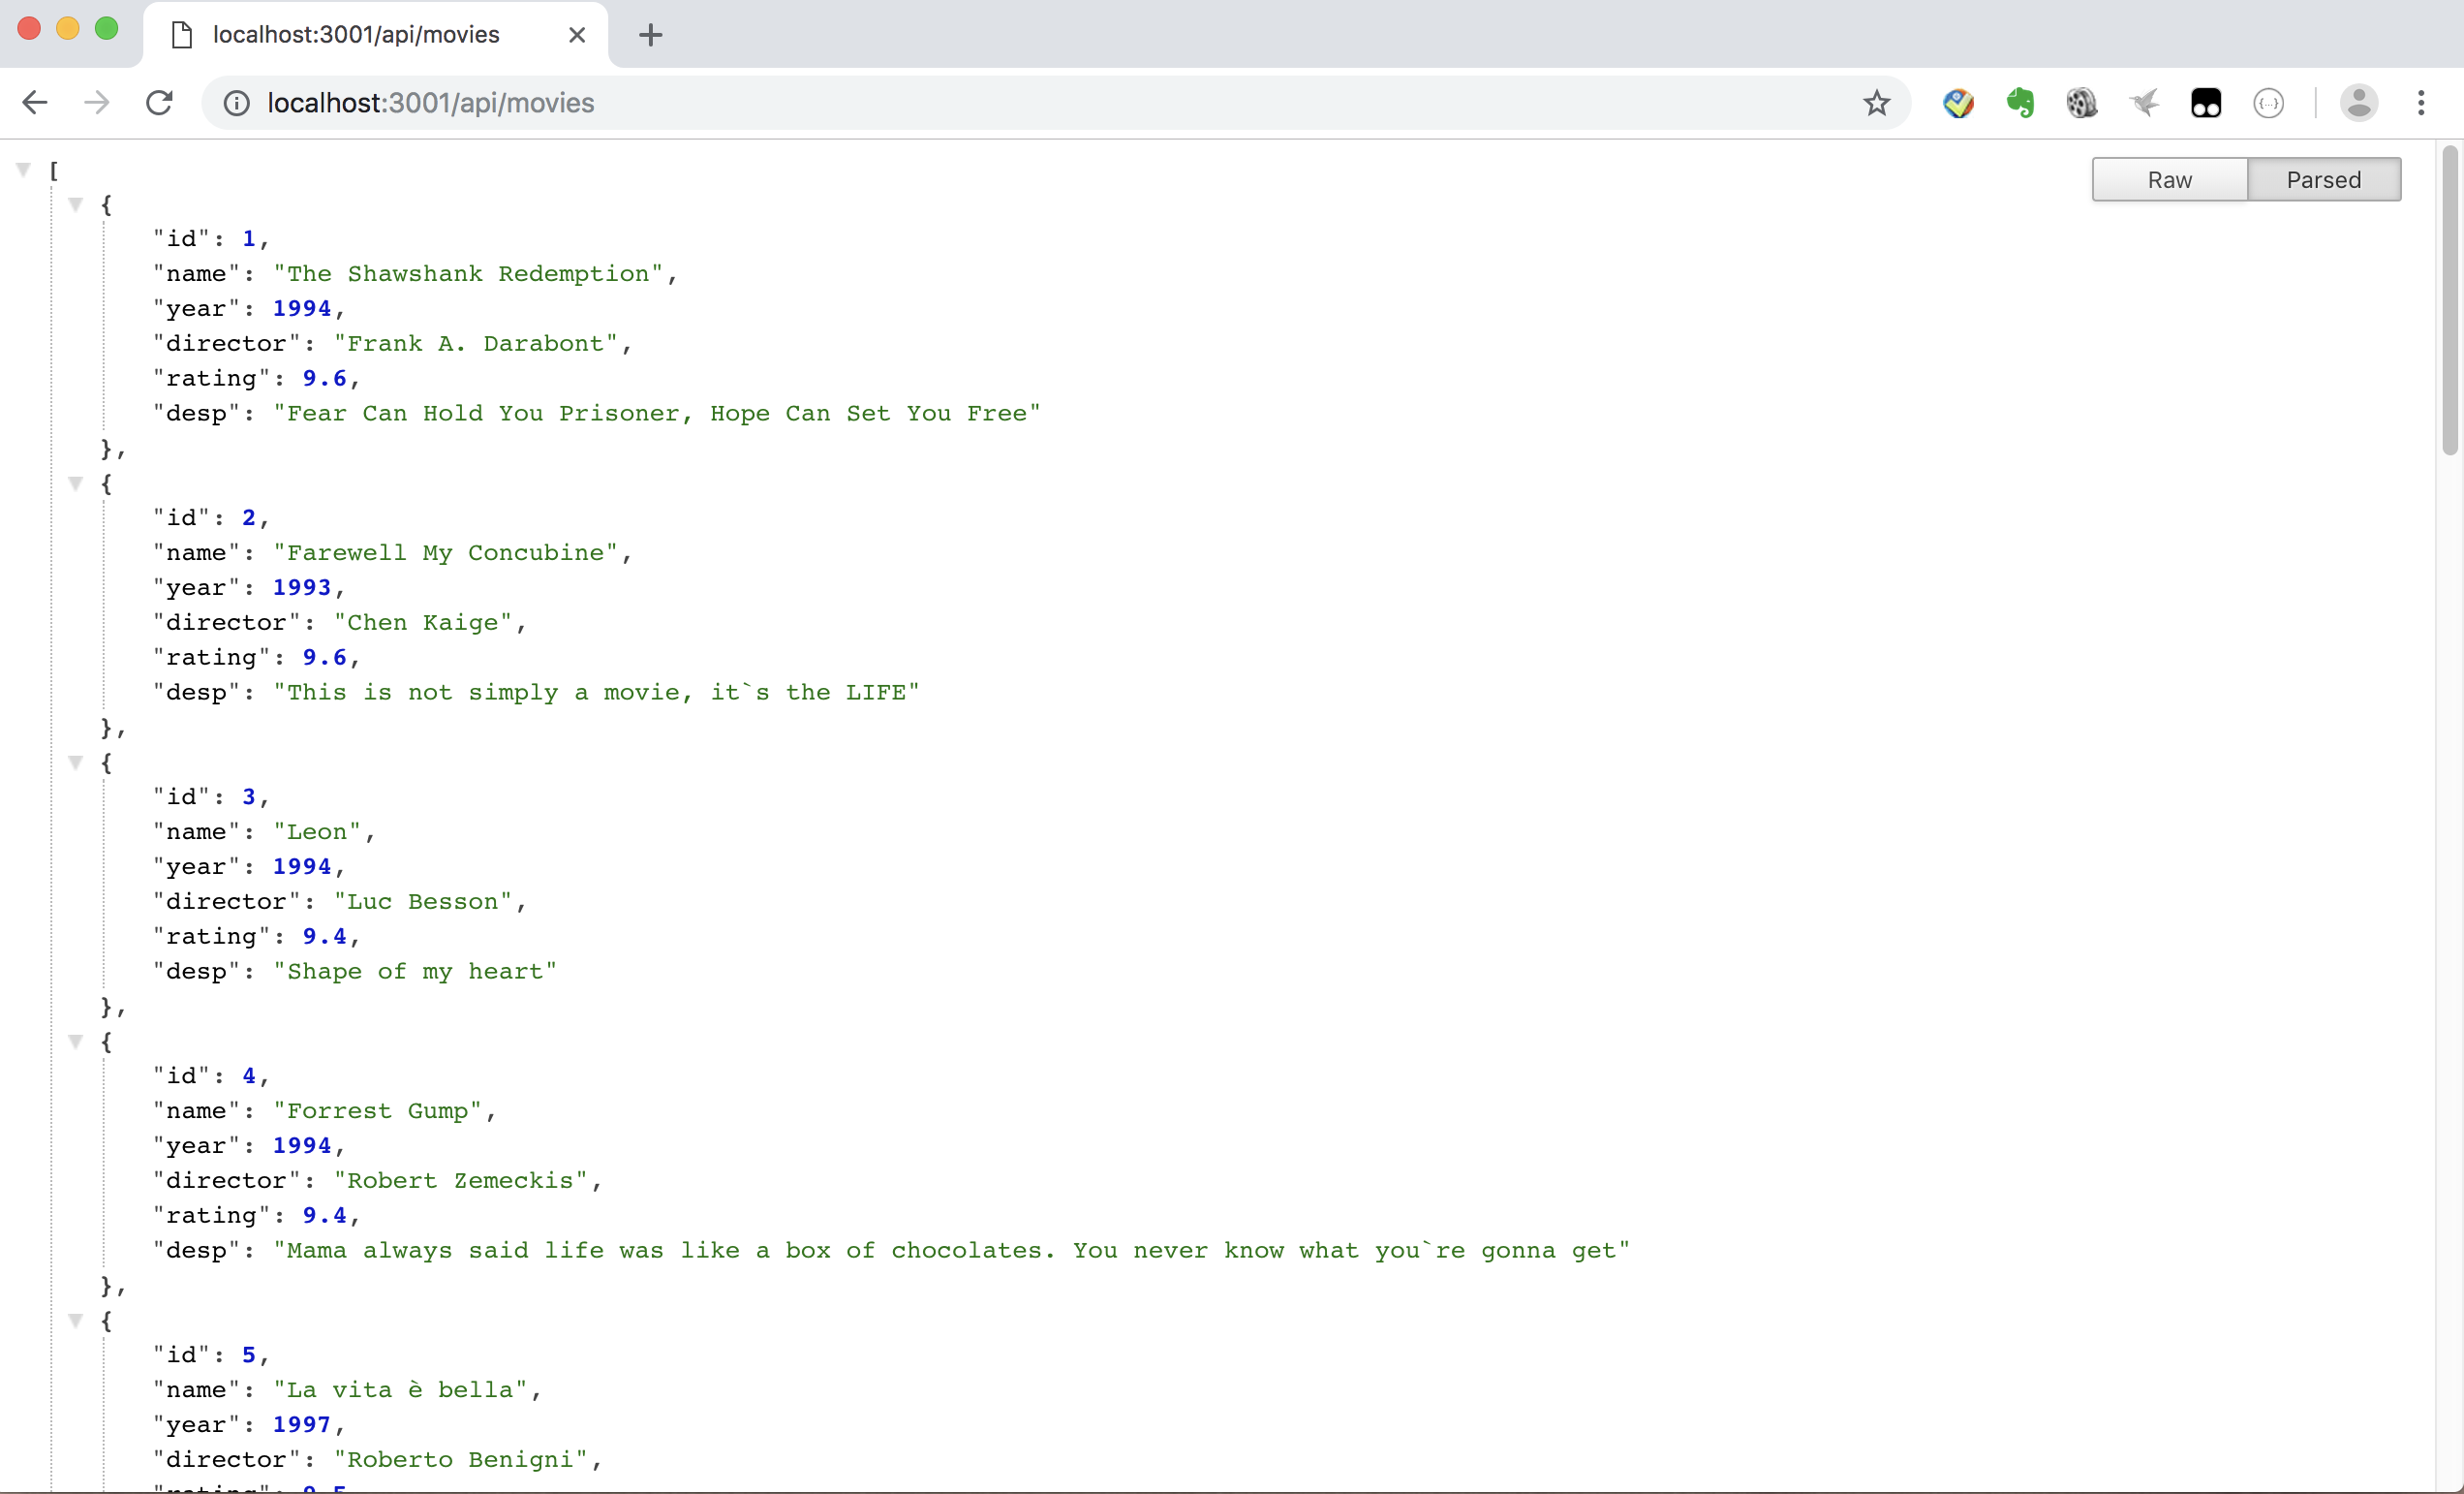 localhost:3001/api/movies
localhost:3001/api/movies
Raw Parsed
[
{
"id": 1,
"name": "The Shawshank Redemption",
"year": 1994,
"director": "Frank A. Darabont",
"rating": 9.6,
"desp": "Fear Can Hold You Prisoner, Hope Can Set You Free"
},
{
"id": 2,
"name": "Farewell My Concubine",
"year": 1993,
"director": "Chen Kaige",
"rating": 9.6,
"desp": "This is not simply a movie, it`s the LIFE"
},
{
"id": 3,
"name": "Leon",
"year": 1994,
"director": "Luc Besson",
"rating": 9.4,
"desp": "Shape of my heart"
},
{
"id": 4,
"name": "Forrest Gump",
"year": 1994,
"director": "Robert Zemeckis",
"rating": 9.4,
"desp": "Mama always said life was like a box of chocolates. You never know what you`re gonna get"
},
{
"id": 5,
"name": "La vita è bella",
"year": 1997,
"director": "Roberto Benigni",
"rating": 9.5